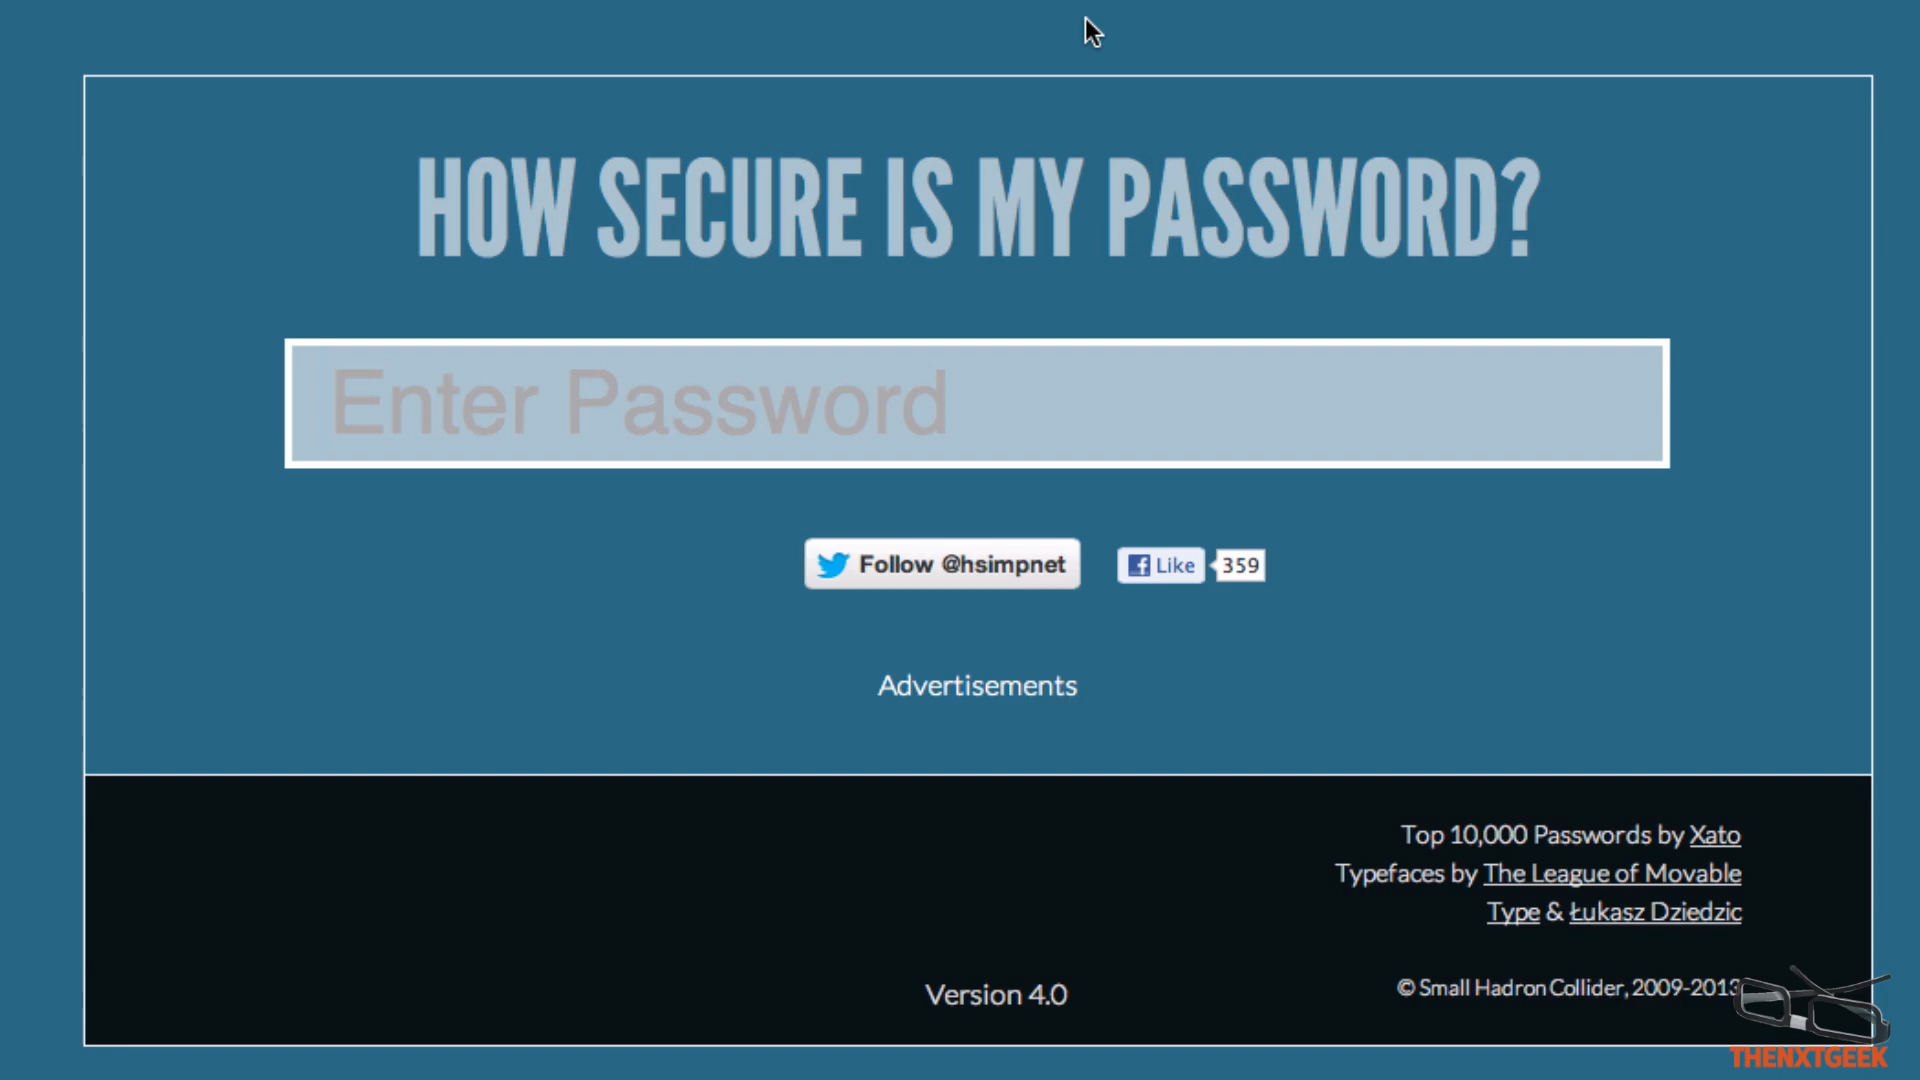 HOW SECURE IS MY PASSWORD?
Enter Password
Follow @hsimpnet
Like 359
Advertisements
Top 10,000 Passwords by Xato
Typefaces by The League of Movable
Type & Łukasz Dziedzic
Version 4.0
© Small Hadron Collider, 2009-2013
THENXTGEEK